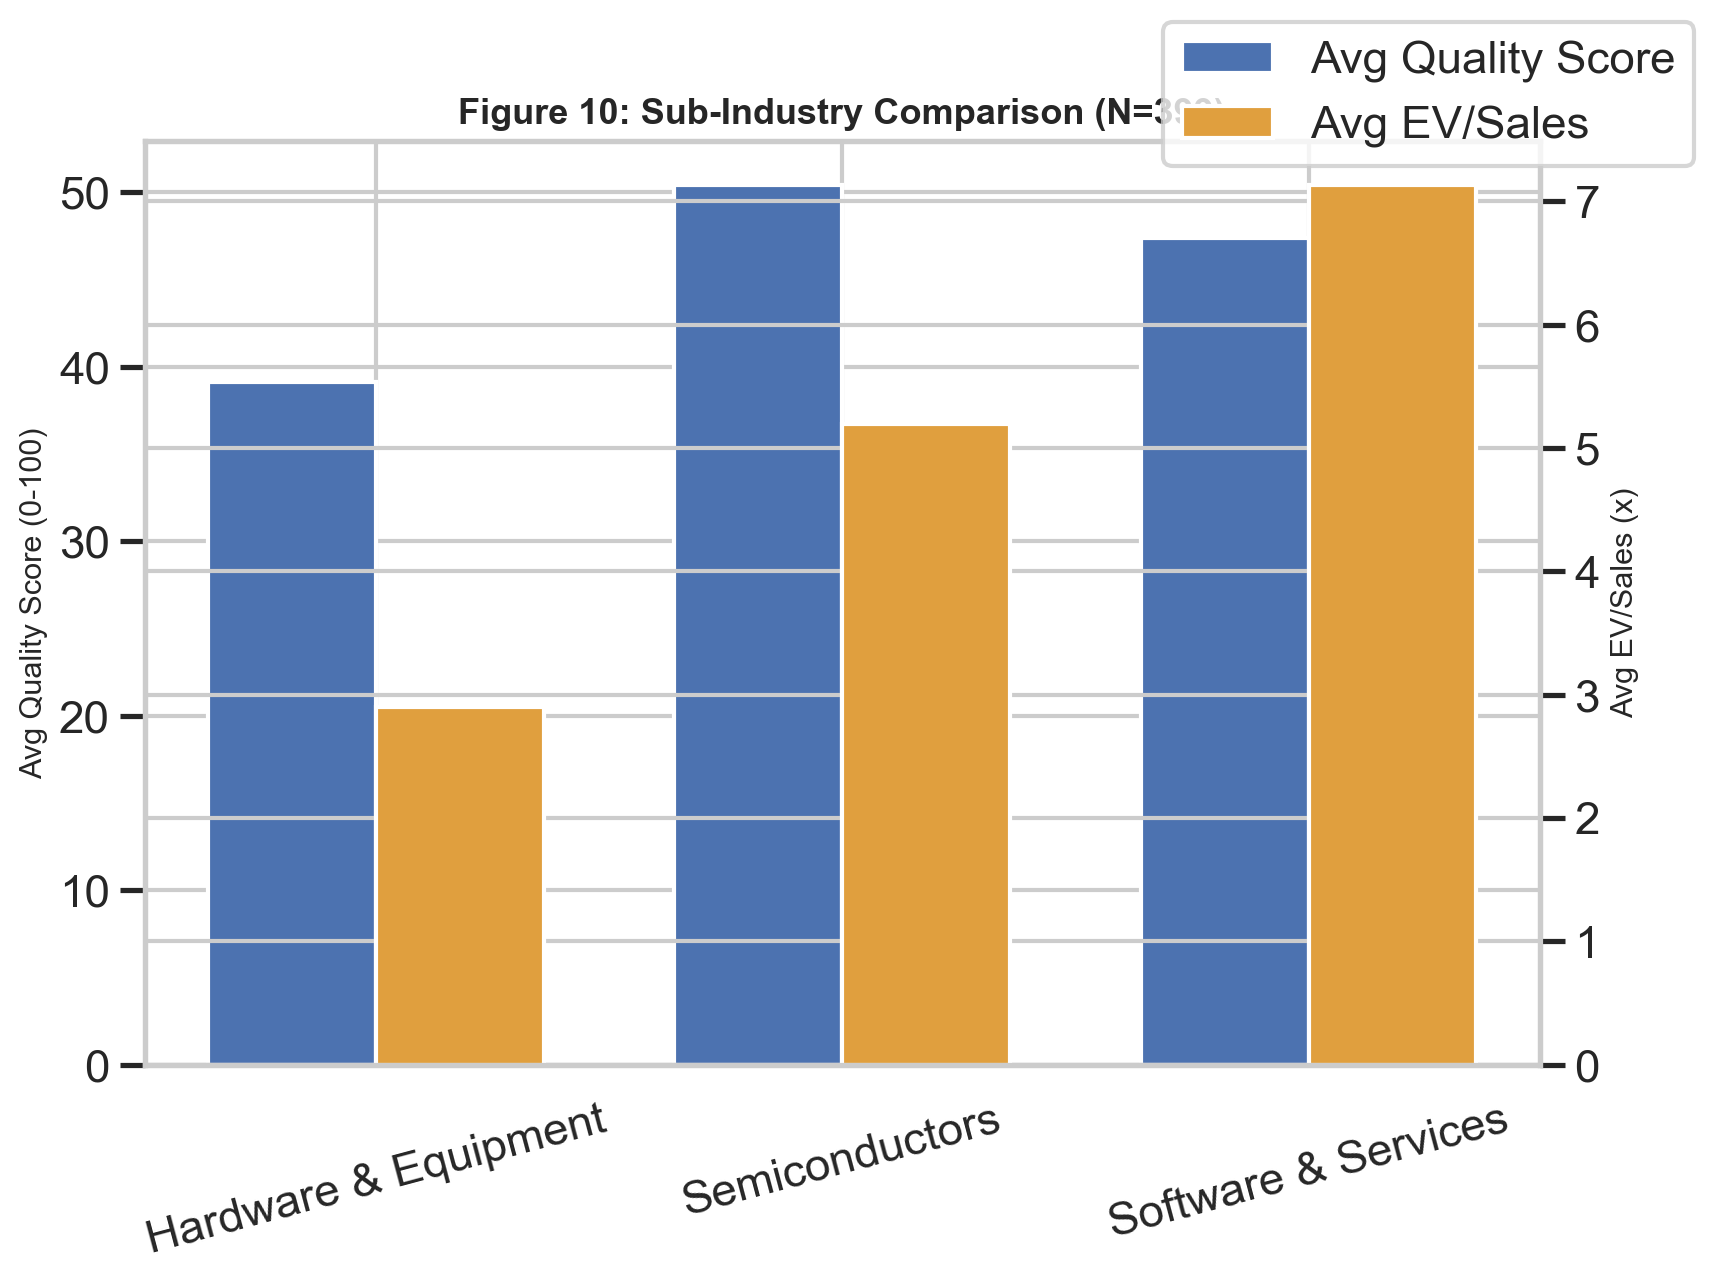 Avg Quality Score
Avg EV/Sales
Figure 10: Sub-Industry Comparison
Avg Quality Score (0-100)
50
40
30
20
10
0
7
6
5
4
3
2
1
0
Avg EV/Sales (x)
Hardware & Equipment
Semiconductors
Software & Services